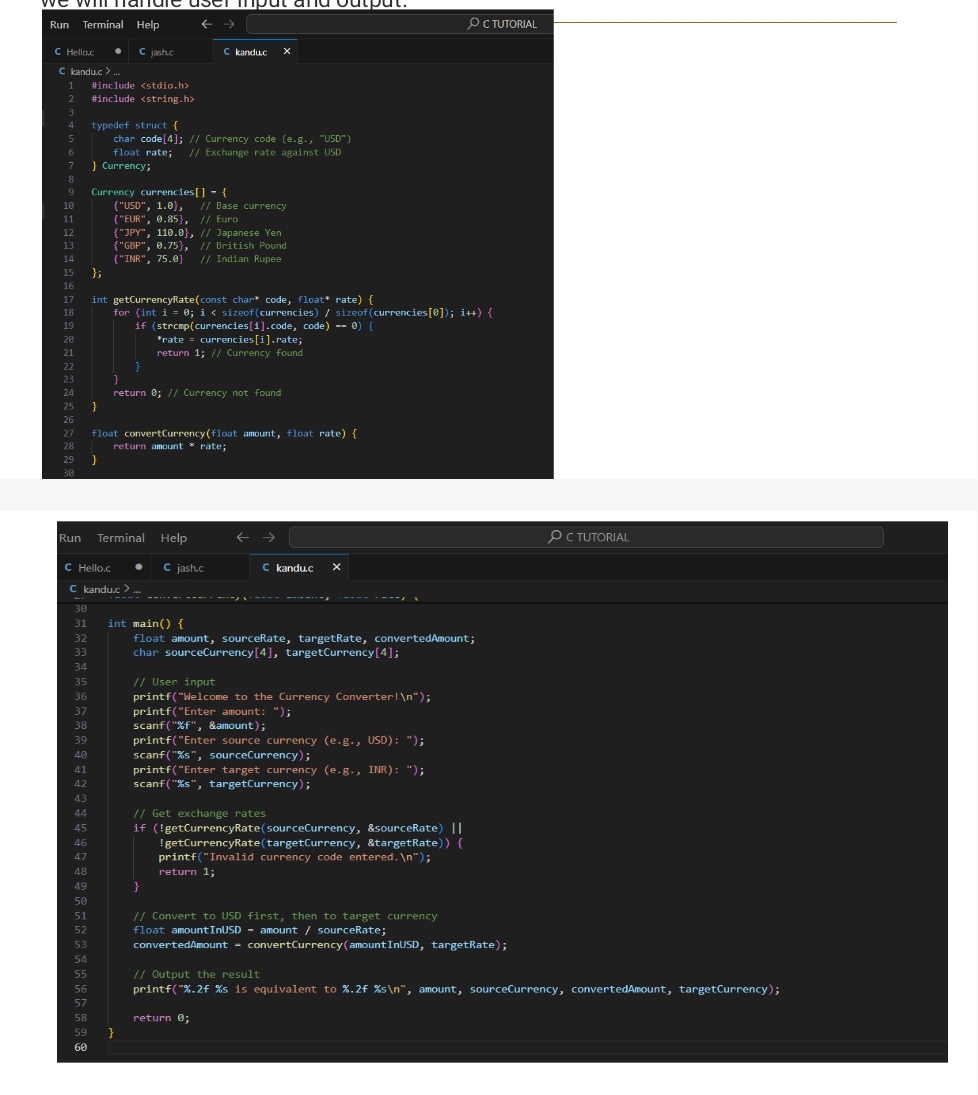 we will handle user input and output.
Run Terminal Help ← → C TUTORIAL
C Hello.c ● C jash.c C kandu.c ×
C kandu.c > ...
1 #include <stdio.h>
2 #include <string.h>
3
4 typedef struct {
5 char code[4]; // Currency code (e.g., "USD")
6 float rate; // Exchange rate against USD
7 } Currency;
8
9 Currency currencies[] = {
10 {"USD", 1.0}, // Base currency
11 {"EUR", 0.85}, // Euro
12 {"JPY", 110.0}, // Japanese Yen
13 {"GBP", 0.75}, // British Pound
14 {"INR", 75.0} // Indian Rupee
15 };
16
17 int getCurrencyRate(const char* code, float* rate) {
18 for (int i = 0; i < sizeof(currencies) / sizeof(currencies[0]); i++) {
19 if (strcmp(currencies[i].code, code) == 0) {
20 *rate = currencies[i].rate;
21 return 1; // Currency found
22 }
23 }
24 return 0; // Currency not found
25 }
26
27 float convertCurrency(float amount, float rate) {
28 return amount * rate;
29 }
30
Run Terminal Help ← → C TUTORIAL
C Hello.c ● C jash.c C kandu.c ×
C kandu.c > ...
30
31 int main() {
32 float amount, sourceRate, targetRate, convertedAmount;
33 char sourceCurrency[4], targetCurrency[4];
34
35 // User input
36 printf("Welcome to the Currency Converter!\n");
37 printf("Enter amount: ");
38 scanf("%f", &amount);
39 printf("Enter source currency (e.g., USD): ");
40 scanf("%s", sourceCurrency);
41 printf("Enter target currency (e.g., INR): ");
42 scanf("%s", targetCurrency);
43
44 // Get exchange rates
45 if (!getCurrencyRate(sourceCurrency, &sourceRate) ||
46 !getCurrencyRate(targetCurrency, &targetRate)) {
47 printf("Invalid currency code entered.\n");
48 return 1;
49 }
50
51 // Convert to USD first, then to target currency
52 float amountInUSD = amount / sourceRate;
53 convertedAmount = convertCurrency(amountInUSD, targetRate);
54
55 // Output the result
56 printf("%.2f %s is equivalent to %.2f %s\n", amount, sourceCurrency, convertedAmount, targetCurrency);
57
58 return 0;
59 }
60